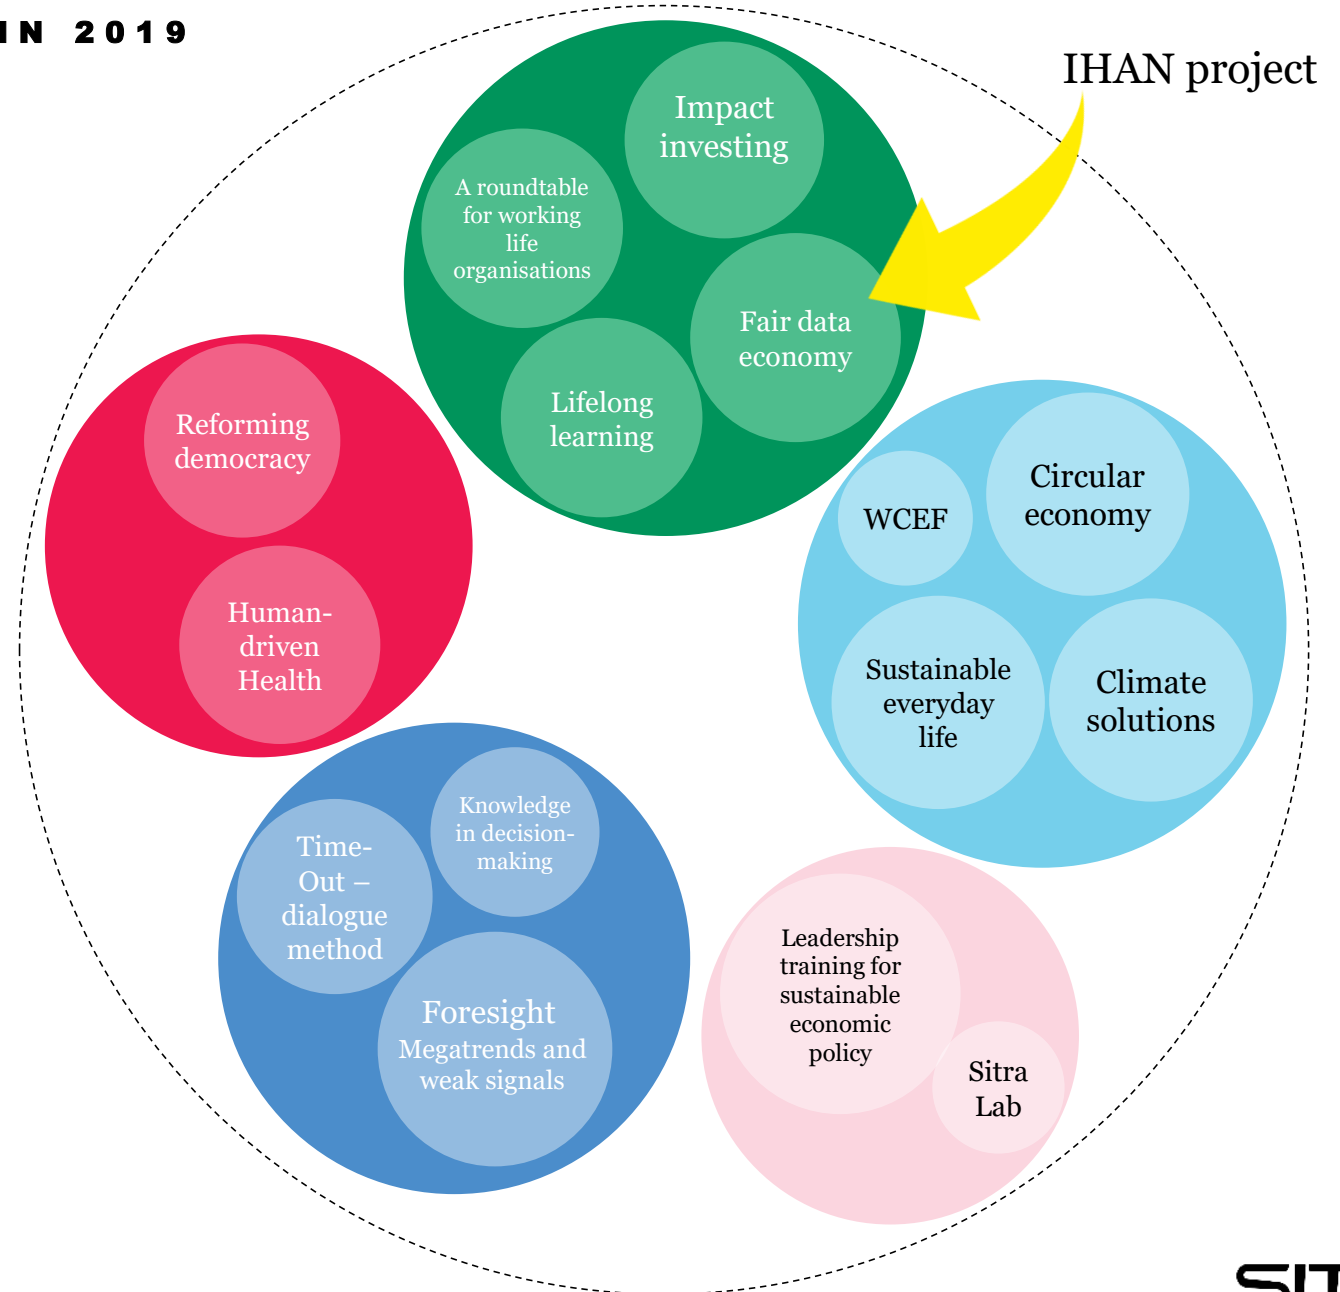 IN 2019
IHAN project
Impact
investing
A roundtable
for working
life
organisations
Fair data
economy
Lifelong
learning
Reforming
democracy
Human-
driven
Health
WCEF
Circular
economy
Sustainable
everyday
life
Climate
solutions
Knowledge
in decision-
making
Time-
Out –
dialogue
method
Foresight
Megatrends and
weak signals
Leadership
training for
sustainable
economic
policy
Sitra
Lab
SIT